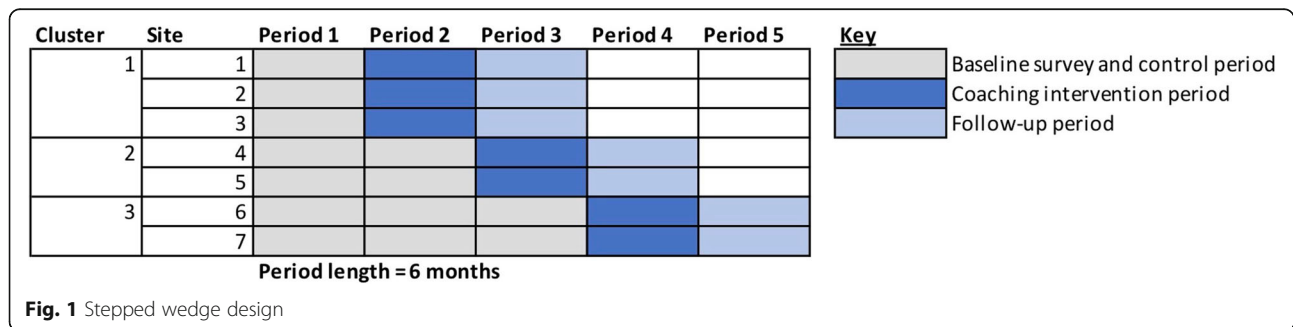 Cluster Site Period 1 Period 2 Period 3 Period 4 Period 5 Key
1 1 Baseline survey and control period
2 Coaching intervention period
3 Follow-up period
2 4
5
3 6
7
Period length = 6 months
Fig. 1 Stepped wedge design